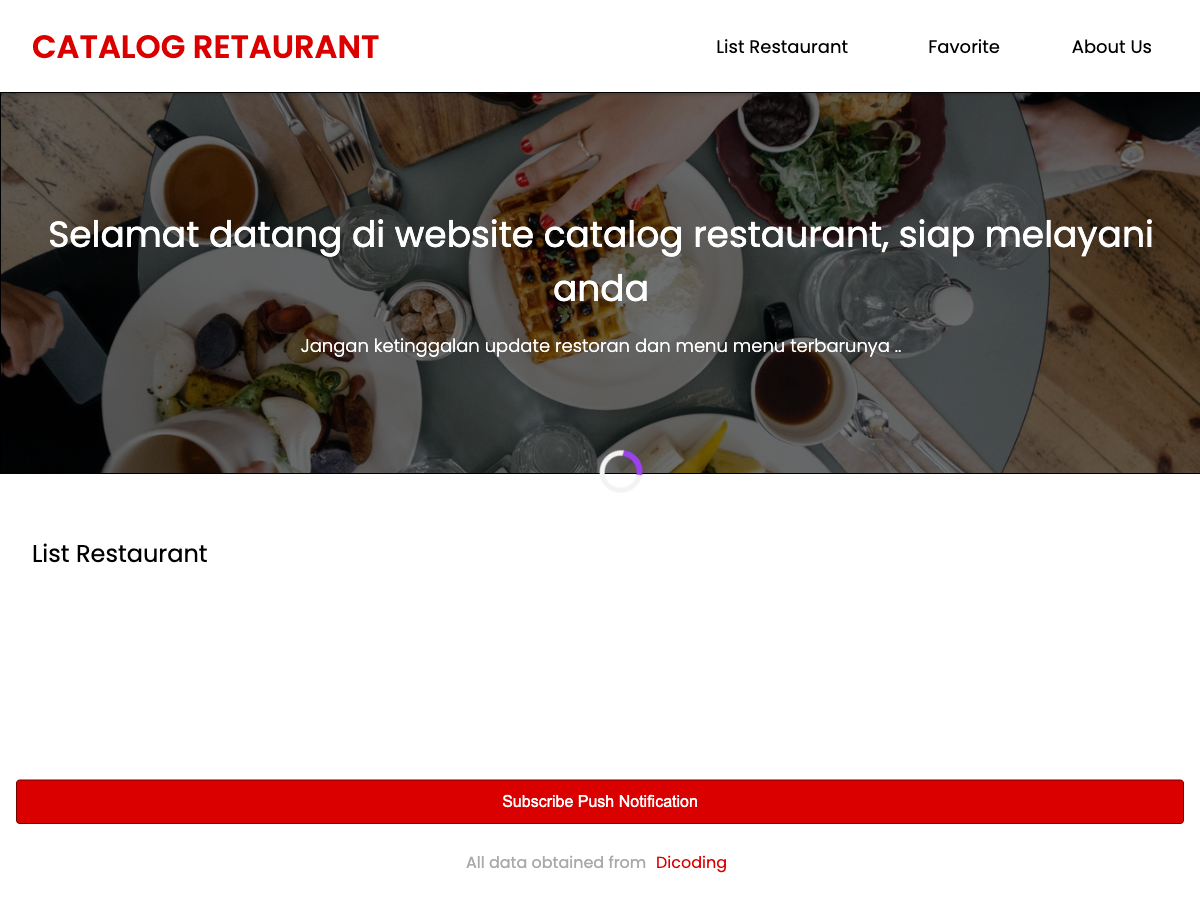 CATALOG RETAURANT
List Restaurant
Favorite
About Us
Selamat datang di website catalog restaurant, siap melayani
anda
Jangan ketinggalan update restoran dan menu menu terbarunya ..
List Restaurant
Subscribe Push Notification
All data obtained from Dicoding